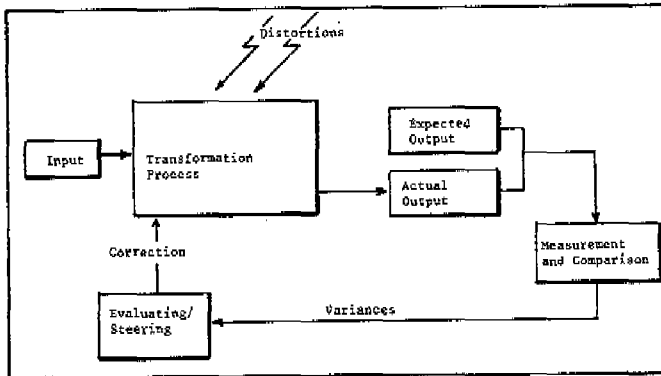 Distortions
Input
Transformation
Process
Expected
Output
Actual
Output
Measurement
and Comparison
Correction
Evaluating/
Steering
Variances